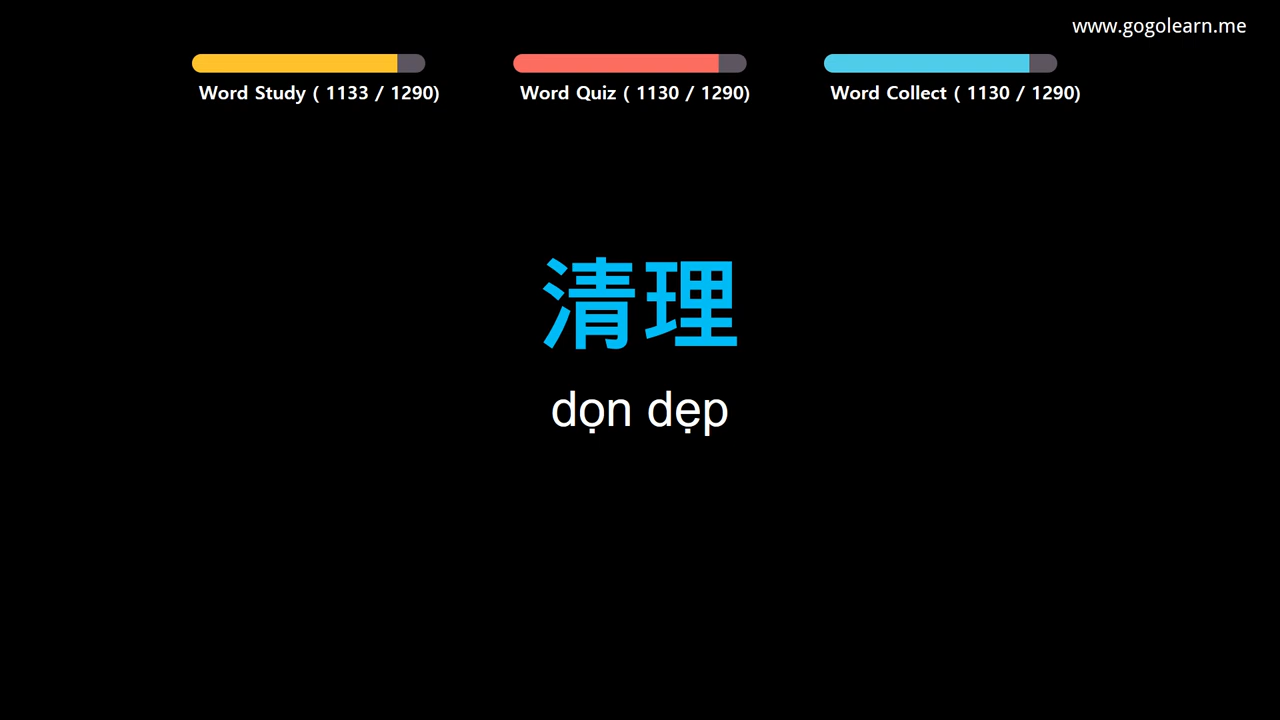 www.gogolearn.me
Word Study ( 1133 / 1290)
Word Quiz ( 1130 / 1290)
Word Collect ( 1130 / 1290)
清理
dọn dẹp